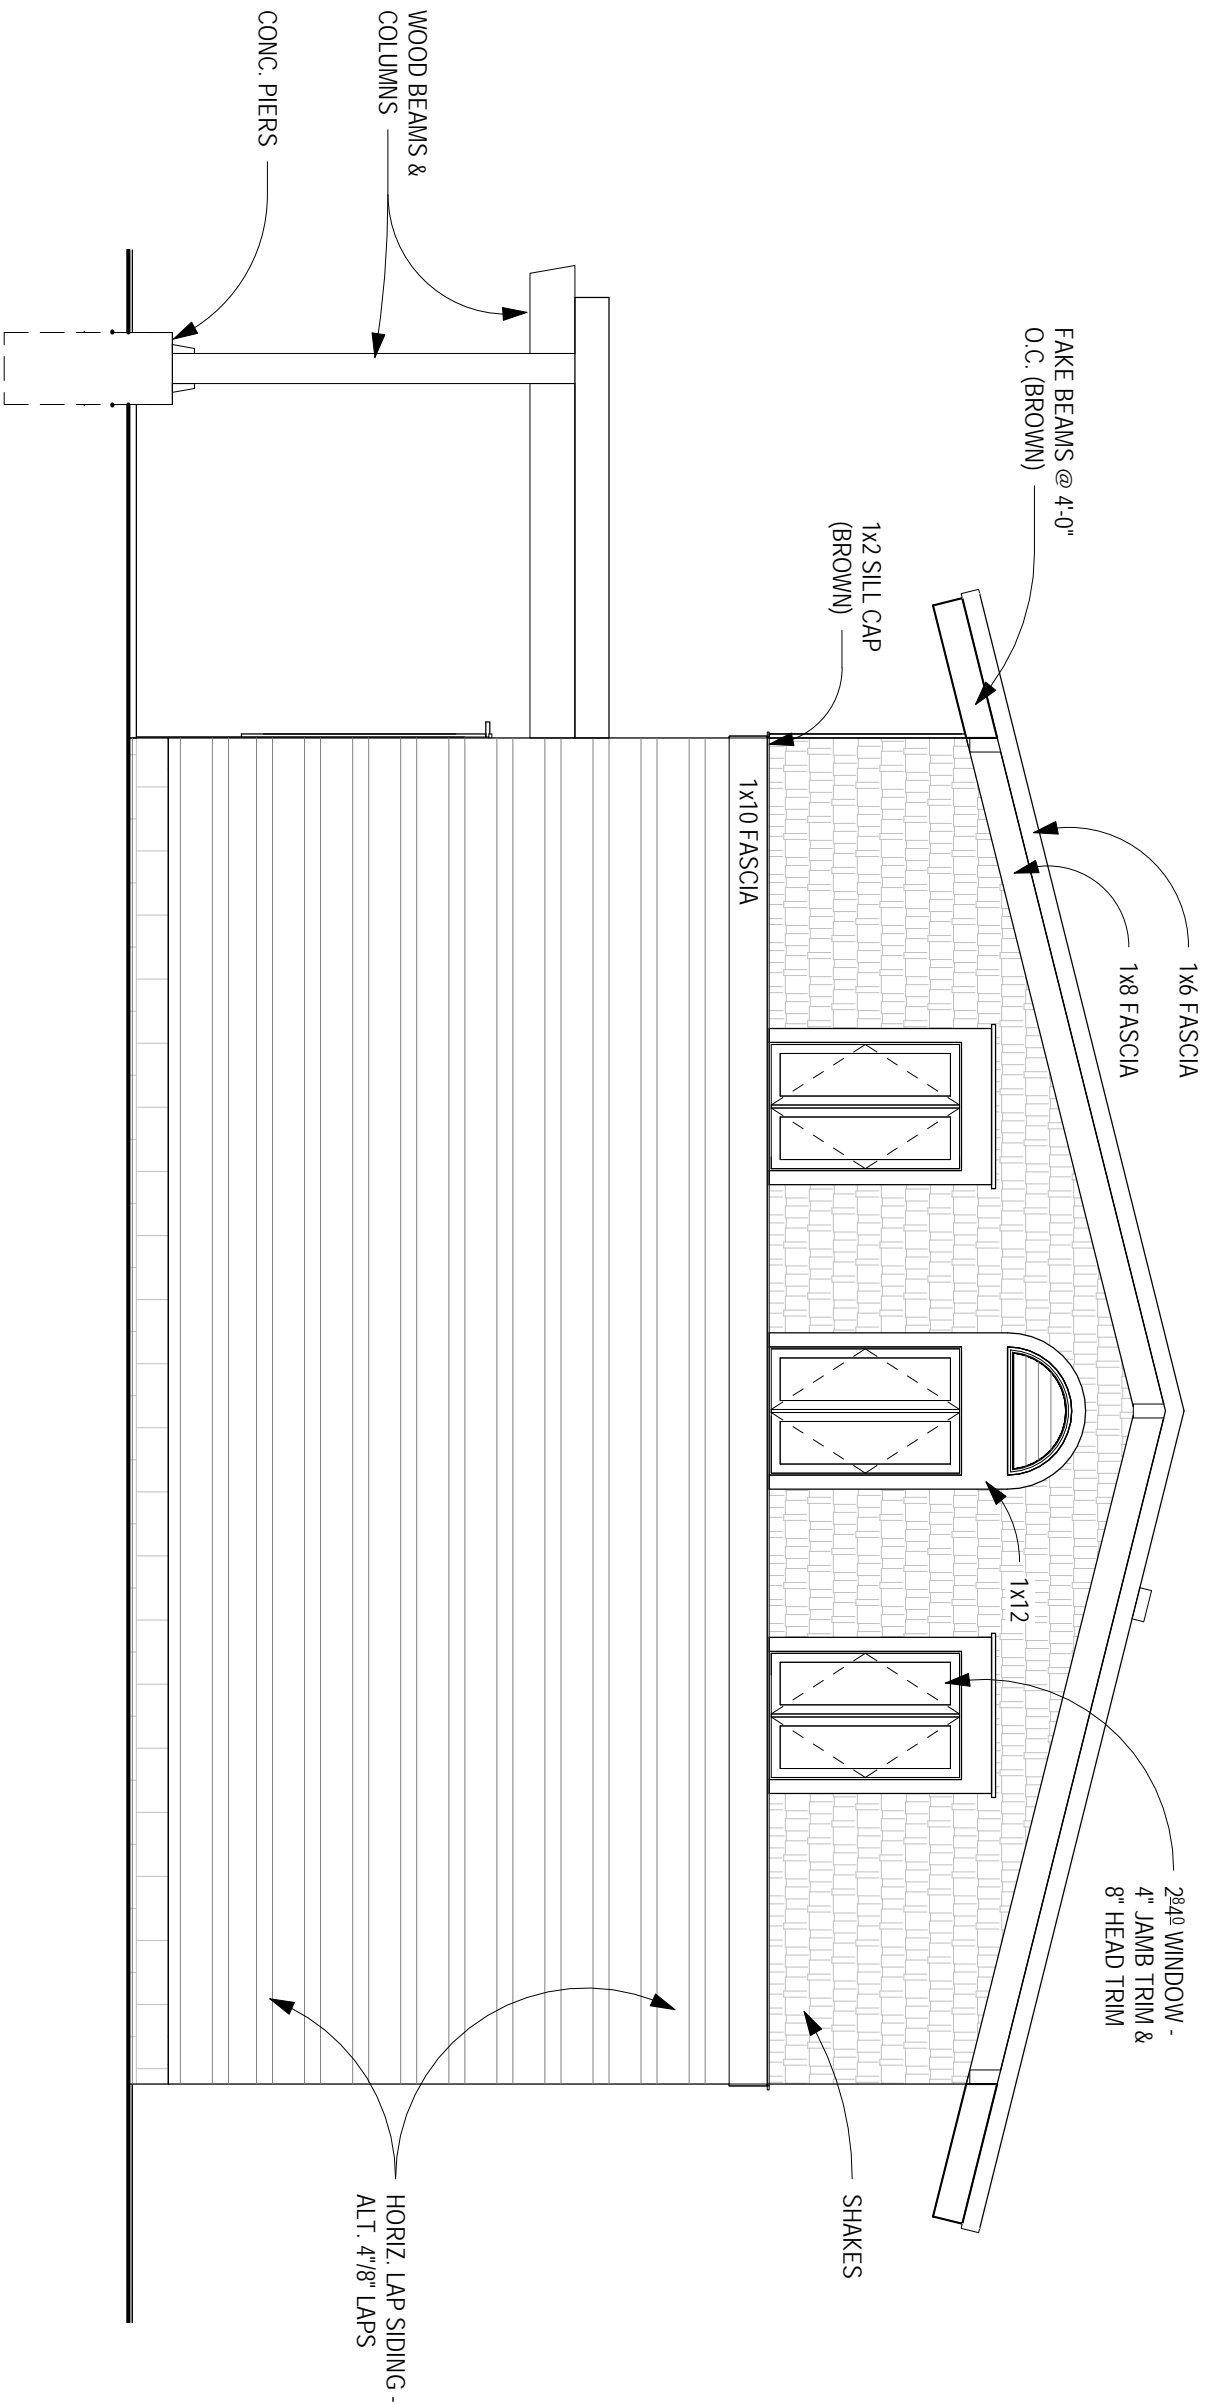 1x6 FASCIA
1x8 FASCIA
2⁸4⁰ WINDOW -
4" JAMB TRIM &
8" HEAD TRIM
FAKE BEAMS @ 4'-0"
O.C. (BROWN)
1x12
1x2 SILL CAP
(BROWN)
SHAKES
1x10 FASCIA
WOOD BEAMS &
COLUMNS
HORIZ. LAP SIDING -
ALT. 4"/8" LAPS
CONC. PIERS